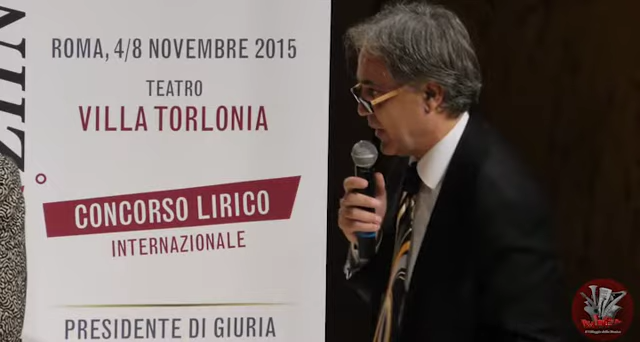 ROMA, 4/8 NOVEMBRE 2015
TEATRO
VILLA TORLONIA
CONCORSO LIRICO
INTERNAZIONALE
PRESIDENTE DI GIURIA